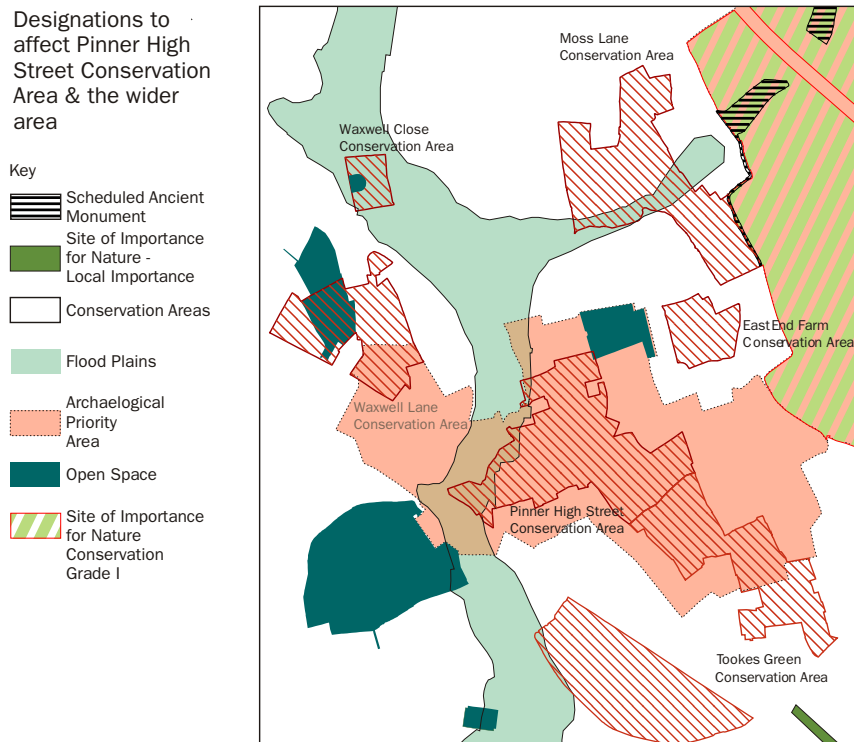 Designations to
affect Pinner High
Street Conservation
Area & the wider
area
Key
Scheduled Ancient
Monument
Site of Importance
for Nature -
Local Importance
Conservation Areas
Flood Plains
Archaelogical
Priority
Area
Open Space
Site of Importance
for Nature
Conservation
Grade I
Moss Lane
Conservation Area
Waxwell Close
Conservation Area
EastEnd Farm
Conservation Area
Waxwell Lane
Conservation Area
Pinner High Street
Conservation Area
Tookes Green
Conservation Area